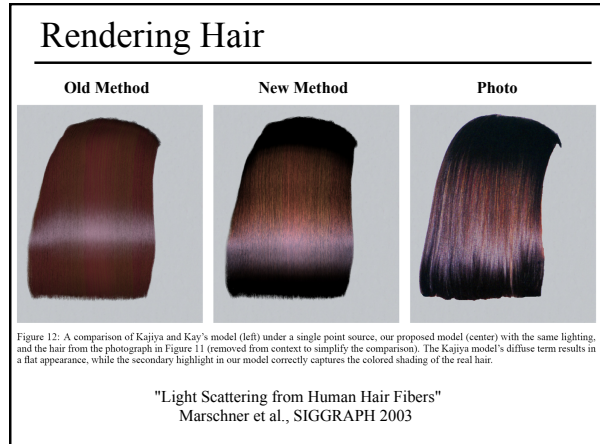 Rendering Hair
Old Method
New Method
Photo
Figure 12: A comparison of Kajiya and Kay's model (left) under a single point source, our proposed model (center) with the same lighting,
and the hair from the photograph in Figure 11 (removed from context to simplify the comparison). The Kajiya model's diffuse term results in
a flat appearance, while the secondary highlight in our model correctly captures the colored shading of the real hair.
"Light Scattering from Human Hair Fibers"
Marschner et al., SIGGRAPH 2003